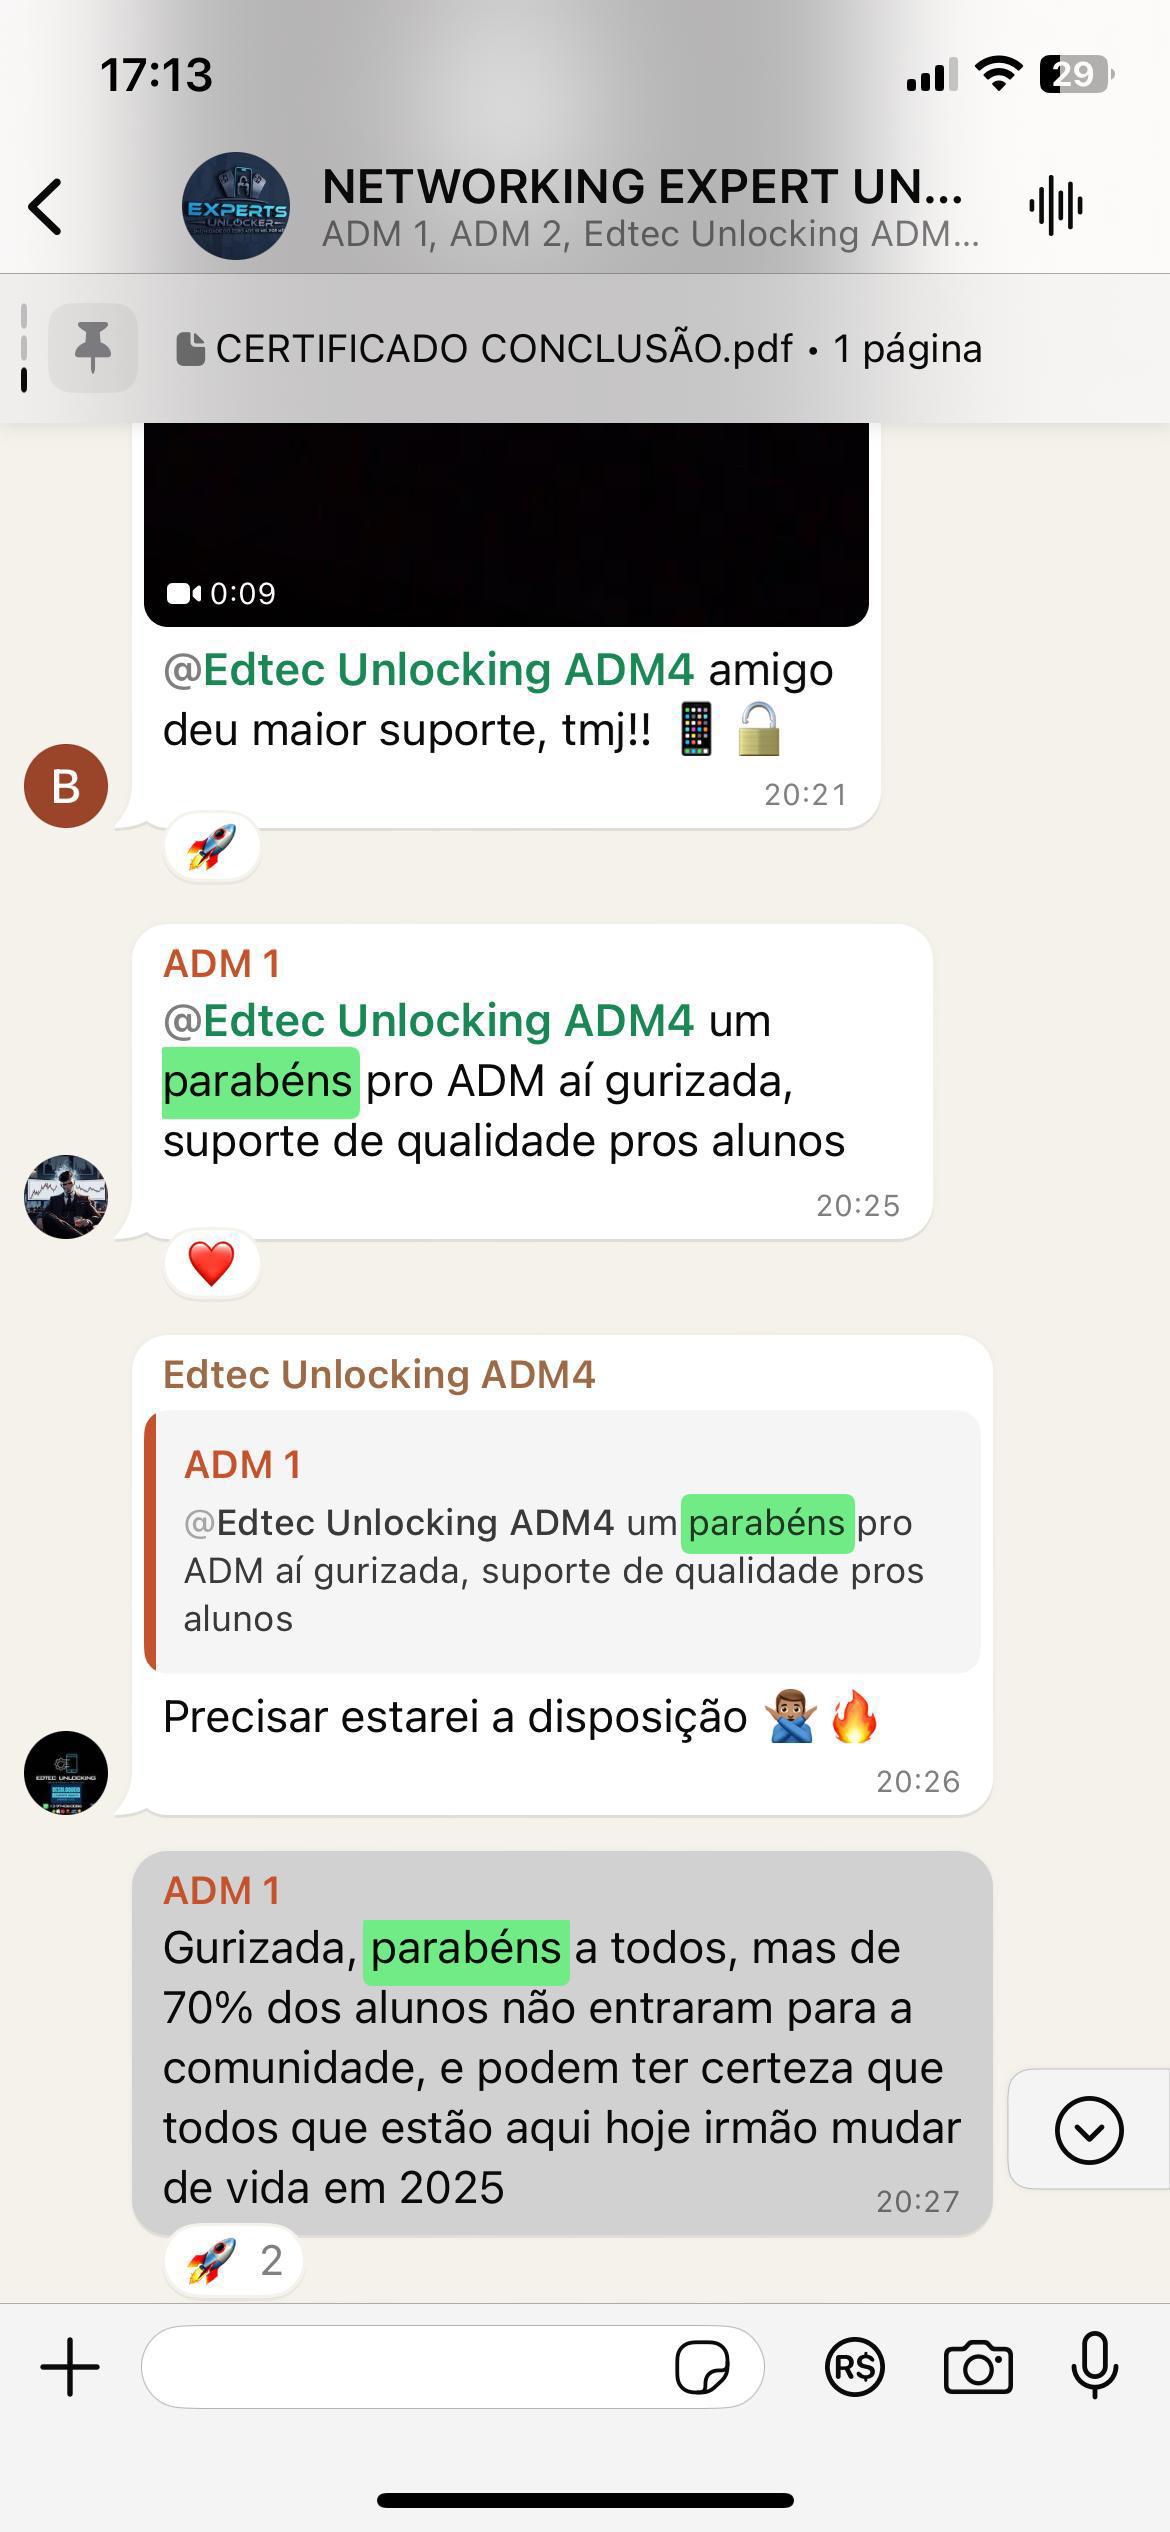 17:13
29
EXPERTS
UNLOCKER
NETWORKING EXPERT UN...
ADM 1, ADM 2, Edtec Unlocking ADM...
CERTIFICADO CONCLUSÃO.pdf • 1 página
0:09
@Edtec Unlocking ADM4 amigo
deu maior suporte, tmj!! 📱 🔓
20:21
B
🚀
ADM 1
@Edtec Unlocking ADM4 um
parabéns pro ADM aí gurizada,
suporte de qualidade pros alunos
20:25
❤️
Edtec Unlocking ADM4
ADM 1
@Edtec Unlocking ADM4 um parabéns pro
ADM aí gurizada, suporte de qualidade pros
alunos
Precisar estarei a disposição 🙅🏽‍♂️ 🔥
20:26
EDTEC UNLOCKING
ADM 1
Gurizada, parabéns a todos, mas de
70% dos alunos não entraram para a
comunidade, e podem ter certeza que
todos que estão aqui hoje irmão mudar
de vida em 2025
20:27
🚀 2
R$